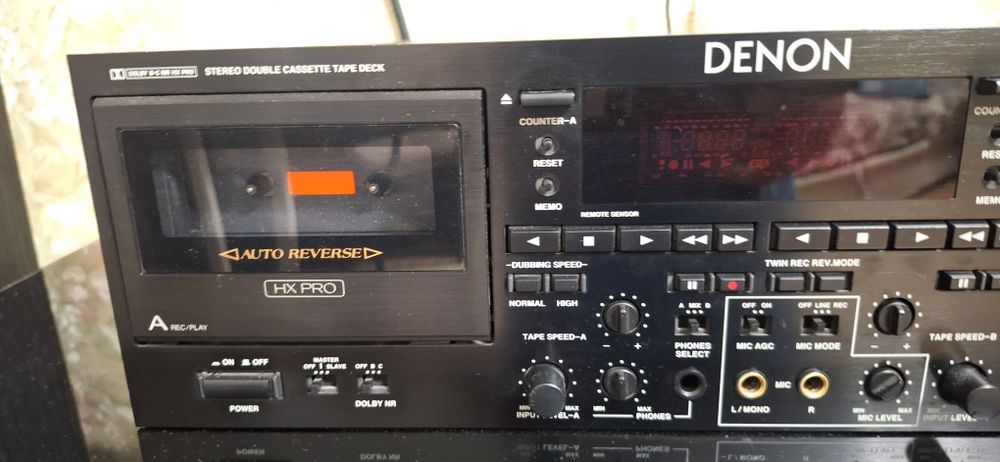 DOLBY B-C NR HX PRO
STEREO DOUBLE CASSETTE TAPE DECK
DENON
COUNTER-A
RESET
MEMO
REMOTE SENSOR
COUN
RES
MEMO
AUTO REVERSE
HX PRO
A REC/PLAY
-DUBBING SPEED-
NORMAL HIGH
TWIN REC REV.MODE
A MIX B
OFF ON
OFF LINE REC
TAPE SPEED-A
- +
PHONES SELECT
MIC AGC
MIC MODE
- +
TAPE SPEED-B
ON OFF
POWER
MASTER
OFF SLAVE
OFF B C
DOLBY NR
MIN MAX
INPUT LEVEL-A
MIN MAX
PHONES
L/MONO
MIC
R
MIN MAX
MIC LEVEL
MIN
INPUT LEVEL